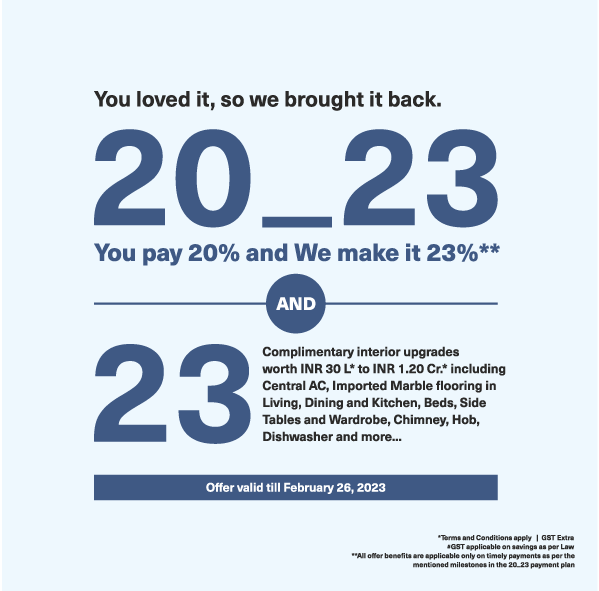 You loved it, so we brought it back.
20_23
You pay 20% and We make it 23%**
AND
23
Complimentary interior upgrades
worth INR 30 L* to INR 1.20 Cr.* including
Central AC, Imported Marble flooring in
Living, Dining and Kitchen, Beds, Side
Tables and Wardrobe, Chimney, Hob,
Dishwasher and more...
Offer valid till February 26, 2023
*Terms and Conditions apply | GST Extra
#GST applicable on savings as per Law
**All offer benefits are applicable only on timely payments as per the
mentioned milestones in the 20_23 payment plan